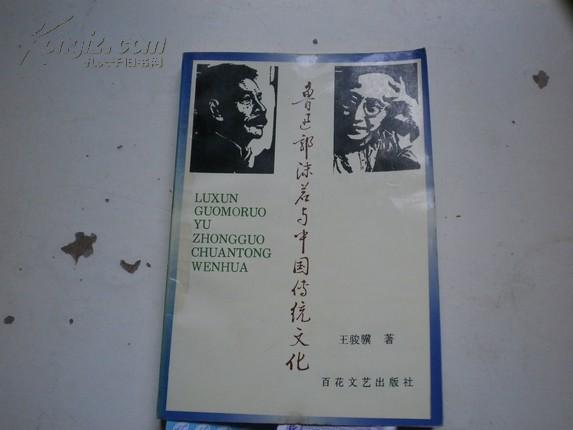 Kongfz.com
孔夫子旧书网
鲁迅郭沫若与中国传统文化
LUXUN
GUOMORUO
YU
ZHONGGUO
CHUANTONG
WENHUA
王骏骥 著
百花文艺出版社